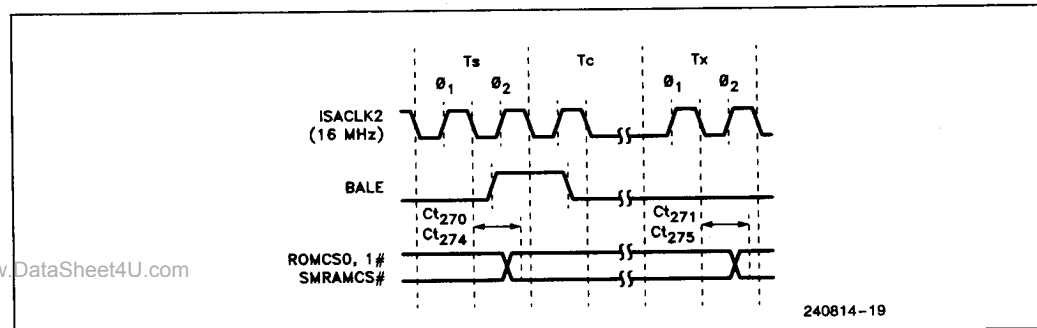 Ts Tc Tx
Ø1 Ø2 Ø1 Ø2
ISACLK2
(16 MHz)
BALE
Ct270 Ct271
Ct274 Ct275
ROMCS0, 1#
SMRAMCS#
w.DataSheet4U.com
240814-19